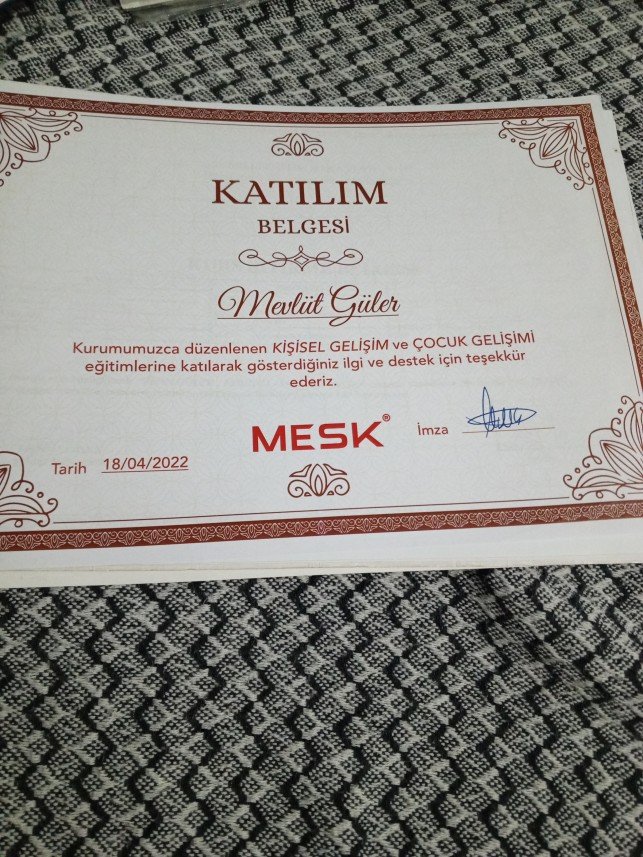 KATILIM
BELGESİ
Mevlüt Güler
Kurumumuzca düzenlenen KİŞİSEL GELİŞİM ve ÇOCUK GELİŞİMİ
eğitimlerine katılarak gösterdiğiniz ilgi ve destek için teşekkür
ederiz.
MESK®
İmza
Tarih 18/04/2022